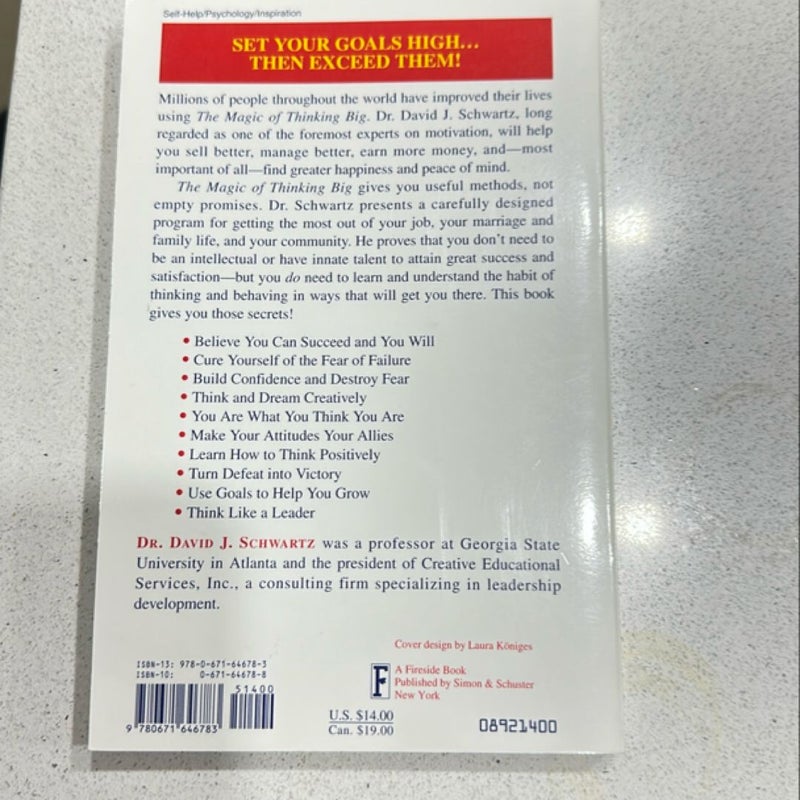 Self-Help/Psychology/Inspiration
SET YOUR GOALS HIGH...
THEN EXCEED THEM!
Millions of people throughout the world have improved their lives
using The Magic of Thinking Big. Dr. David J. Schwartz, long
regarded as one of the foremost experts on motivation, will help
you sell better, manage better, earn more money, and—most
important of all—find greater happiness and peace of mind.
The Magic of Thinking Big gives you useful methods, not
empty promises. Dr. Schwartz presents a carefully designed
program for getting the most out of your job, your marriage and
family life, and your community. He proves that you don't need to
be an intellectual or have innate talent to attain great success and
satisfaction—but you do need to learn and understand the habit of
thinking and behaving in ways that will get you there. This book
gives you those secrets!
• Believe You Can Succeed and You Will
• Cure Yourself of the Fear of Failure
• Build Confidence and Destroy Fear
• Think and Dream Creatively
• You Are What You Think You Are
• Make Your Attitudes Your Allies
• Learn How to Think Positively
• Turn Defeat into Victory
• Use Goals to Help You Grow
• Think Like a Leader
DR. DAVID J. SCHWARTZ was a professor at Georgia State
University in Atlanta and the president of Creative Educational
Services, Inc., a consulting firm specializing in leadership
development.
Cover design by Laura Königes
ISBN-13: 978-0-671-64678-3
ISBN-10: 0-671-64678-8
51400
9 780671 646783
F
A Fireside Book
Published by Simon & Schuster
New York
U.S. $14.00
Can. $19.00
08921400